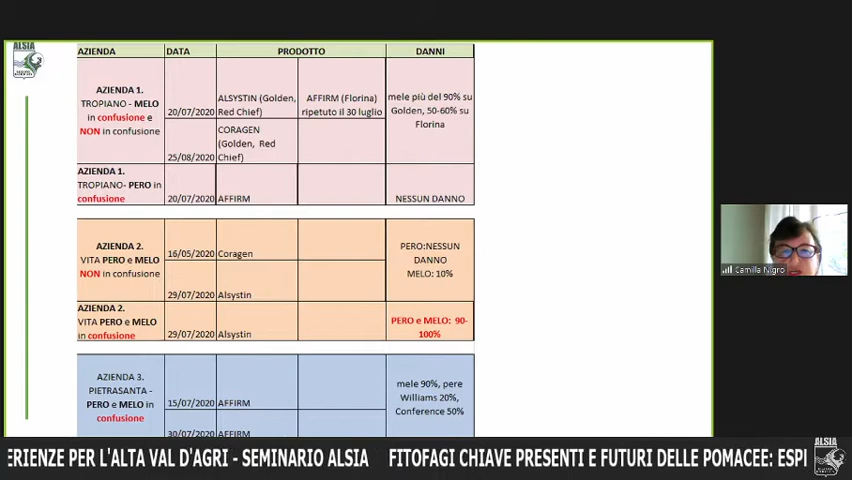 ALSIA
AZIENDA DATA PRODOTTO DANNI
AZIENDA 1.
TROPIANO - MELO
in confusione e
NON in confusione
20/07/2020
ALSYSTIN (Golden,
Red Chief)
AFFIRM (Florina)
ripetuto il 30 luglio
mele più del 90% su
Golden, 50-60% su
Florina
25/08/2020
CORAGEN
(Golden, Red
Chief)
AZIENDA 1.
TROPIANO- PERO in
confusione
20/07/2020
AFFIRM
NESSUN DANNO
AZIENDA 2.
VITA PERO e MELO
NON in confusione
16/05/2020
Coragen
PERO:NESSUN
DANNO
MELO: 10%
29/07/2020
Alsystin
AZIENDA 2.
VITA PERO e MELO
in confusione
29/07/2020
Alsystin
PERO e MELO: 90-
100%
AZIENDA 3.
PIETRASANTA -
PERO e MELO in
confusione
15/07/2020
AFFIRM
mele 90%, pere
Williams 20%,
Conference 50%
30/07/2020
AFFIRM
Camilla Nigro
ERIENZE PER L'ALTA VAL D'AGRI - SEMINARIO ALSIA FITOFAGI CHIAVE PRESENTI E FUTURI DELLE POMACEE: ESPI
ALSIA